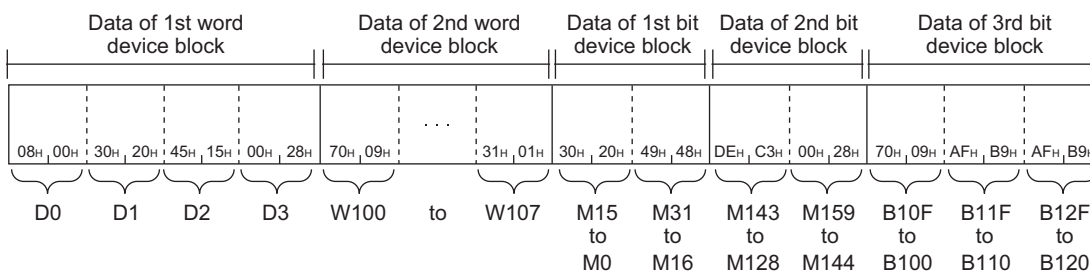 Data of 1st word Data of 2nd word Data of 1st bit Data of 2nd bit Data of 3rd bit
device block device block device block device block device block
. . .
08H 00H 30H 20H 45H 15H 00H 28H 70H 09H 31H 01H 30H 20H 49H 48H DEH C3H 00H 28H 70H 09H AFH B9H AFH B9H
D0 D1 D2 D3 W100 to W107 M15 M31 M143 M159 B10F B11F B12F
to to to to to to to
M0 M16 M128 M144 B100 B110 B120